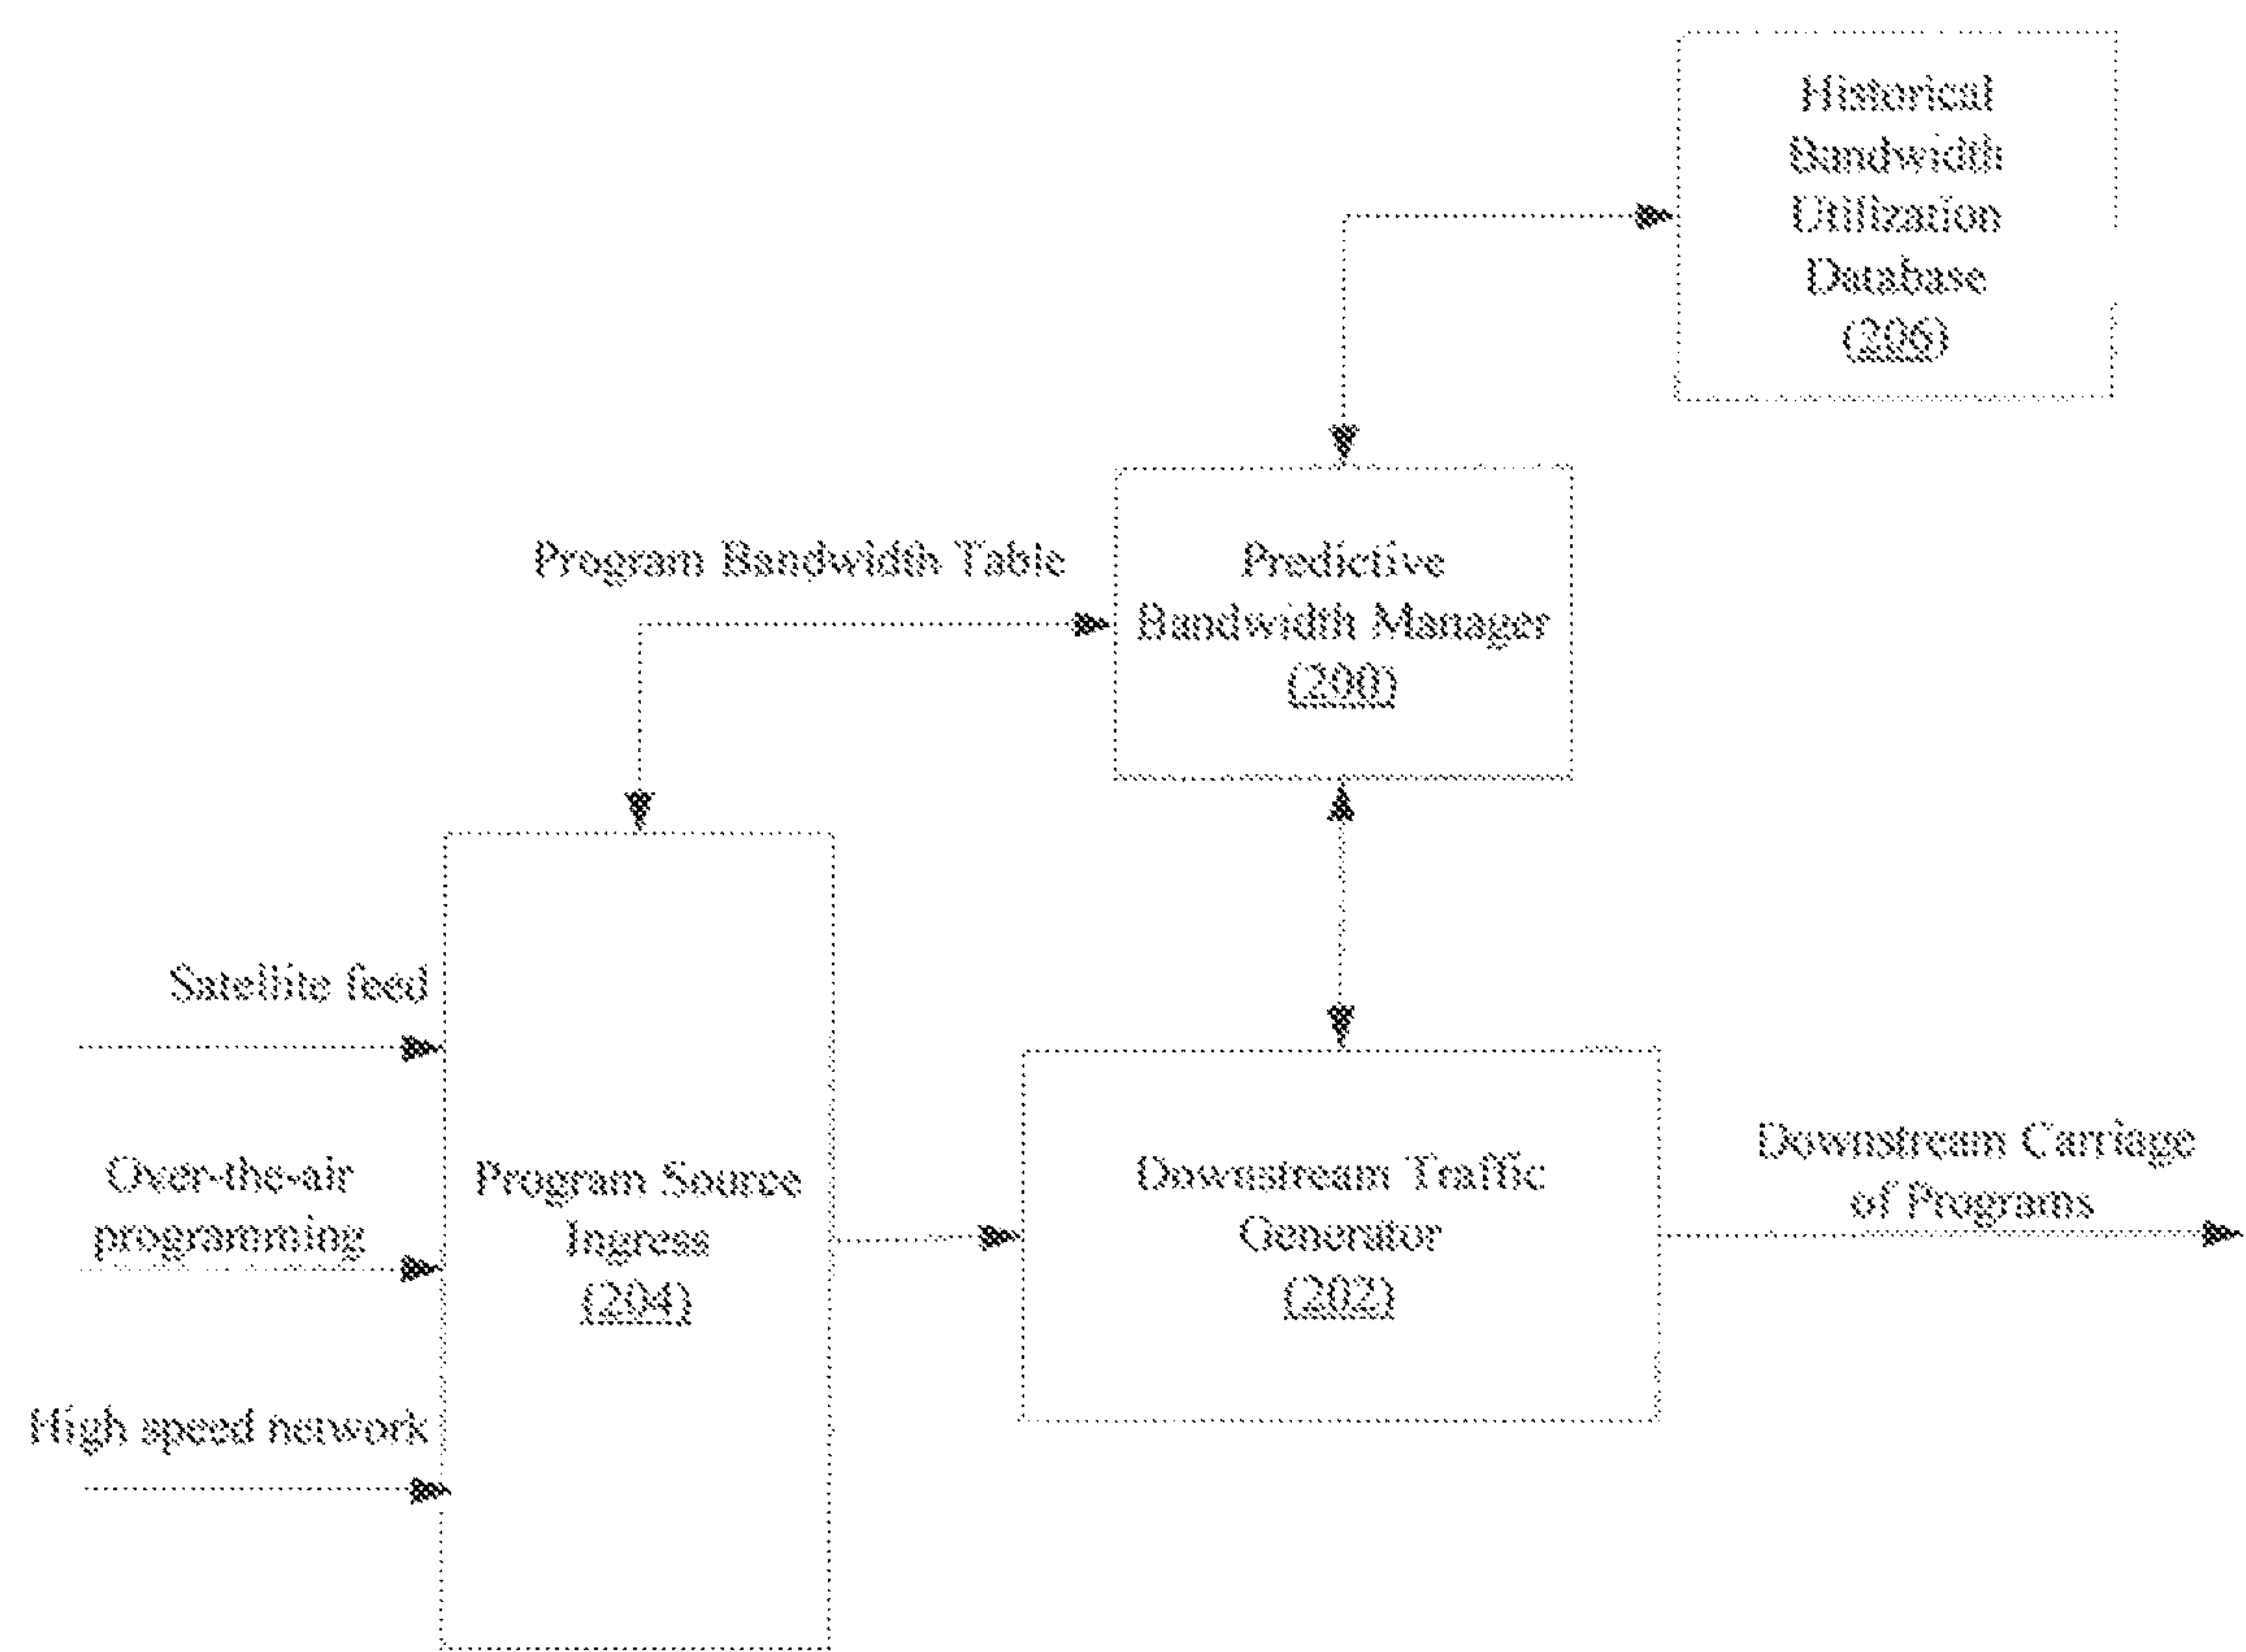 Historical
Bandwidth
Utilization
Database
(206)
Program Bandwidth Table
Predictive
Bandwidth Manager
(200)
Satellite feed
Over-the-air
programming
High speed network
Program Source
Ingress
(204)
Downstream Traffic
Generator
(202)
Downstream Carriage
of Programs